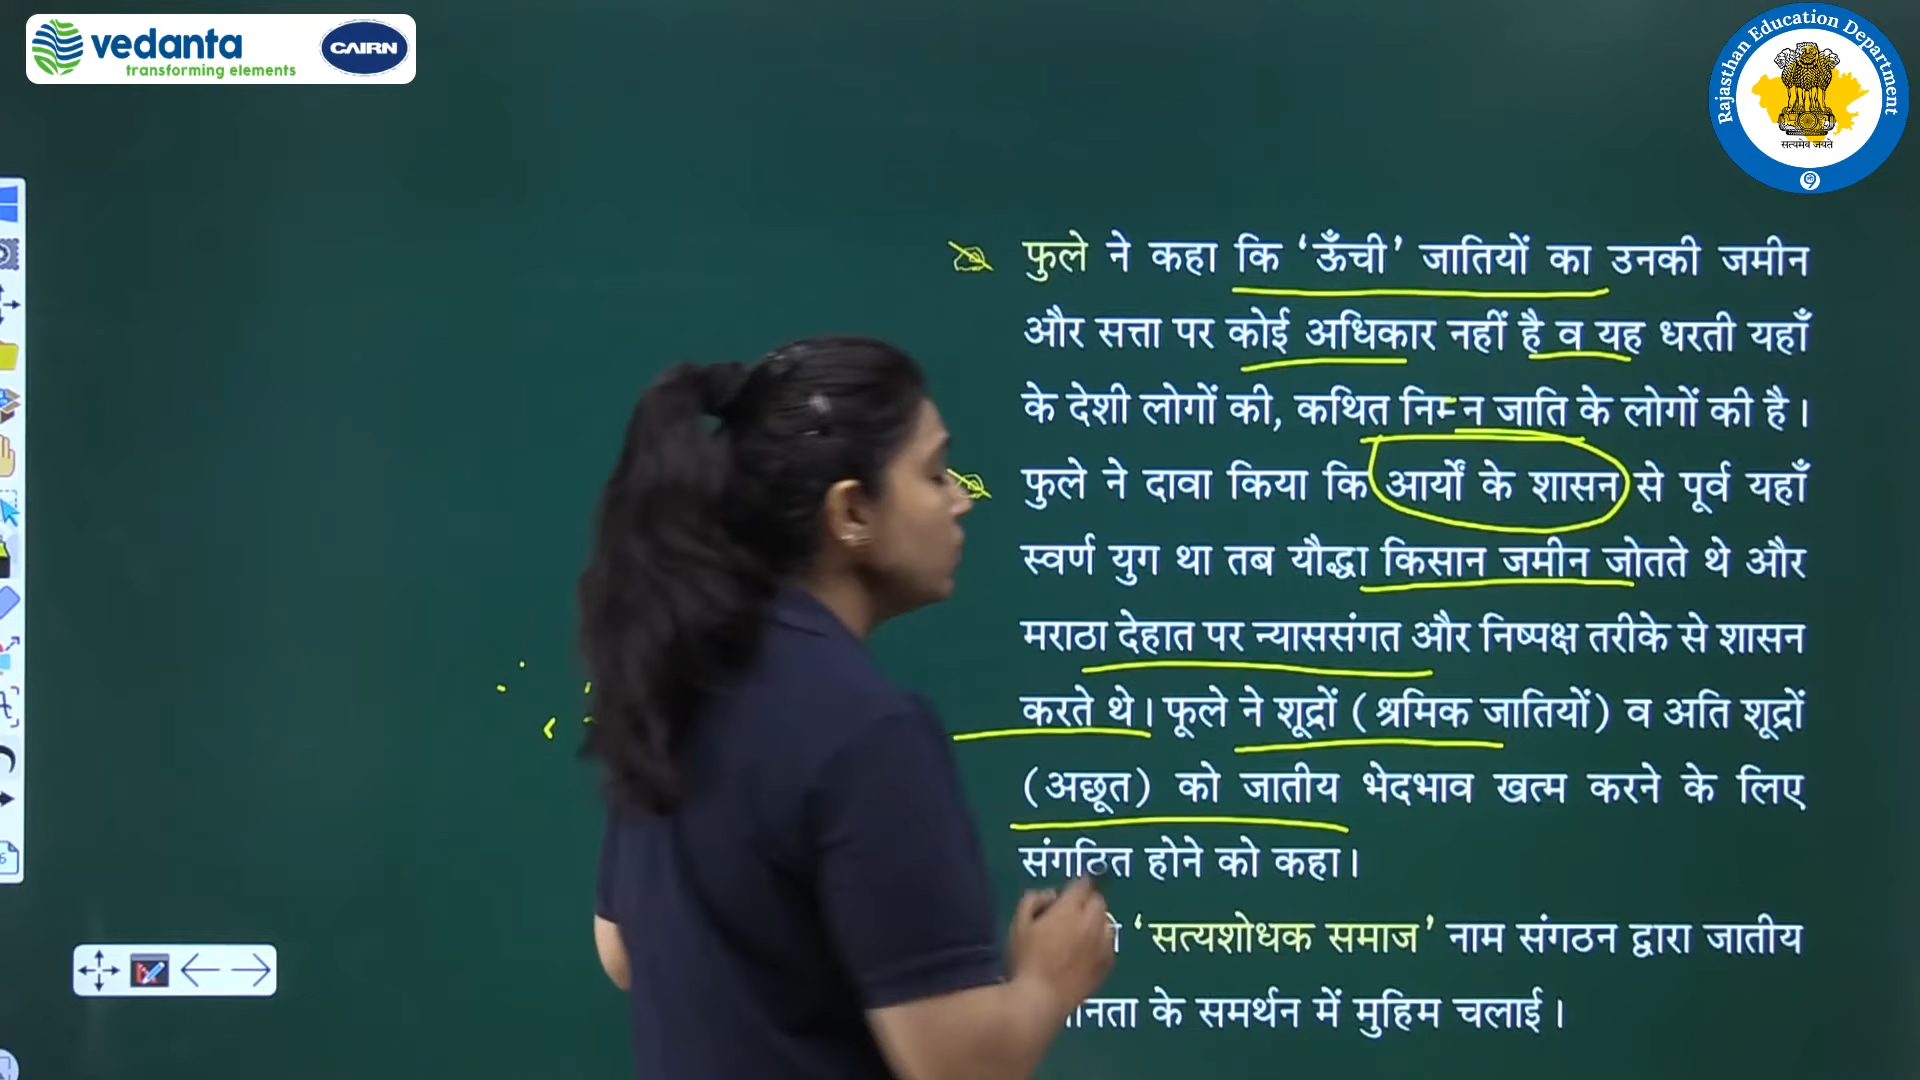 vedanta
transforming elements
CAIRN
Rajasthan Education Department
सत्यमेव जयते
फुले ने कहा कि ‘ऊँची’ जातियों का उनकी जमीन
और सत्ता पर कोई अधिकार नहीं है व यह धरती यहाँ
के देशी लोगों की, कथित निम्न जाति के लोगों की है।
फुले ने दावा किया कि आर्यों के शासन से पूर्व यहाँ
स्वर्ण युग था तब यौद्धा किसान जमीन जोतते थे और
मराठा देहात पर न्याससंगत और निष्पक्ष तरीके से शासन
करते थे। फूले ने शूद्रों (श्रमिक जातियों) व अति शूद्रों
(अछूत) को जातीय भेदभाव खत्म करने के लिए
संगठित होने को कहा।
‘सत्यशोधक समाज’ नाम संगठन द्वारा जातीय
के समर्थन में मुहिम चलाई।